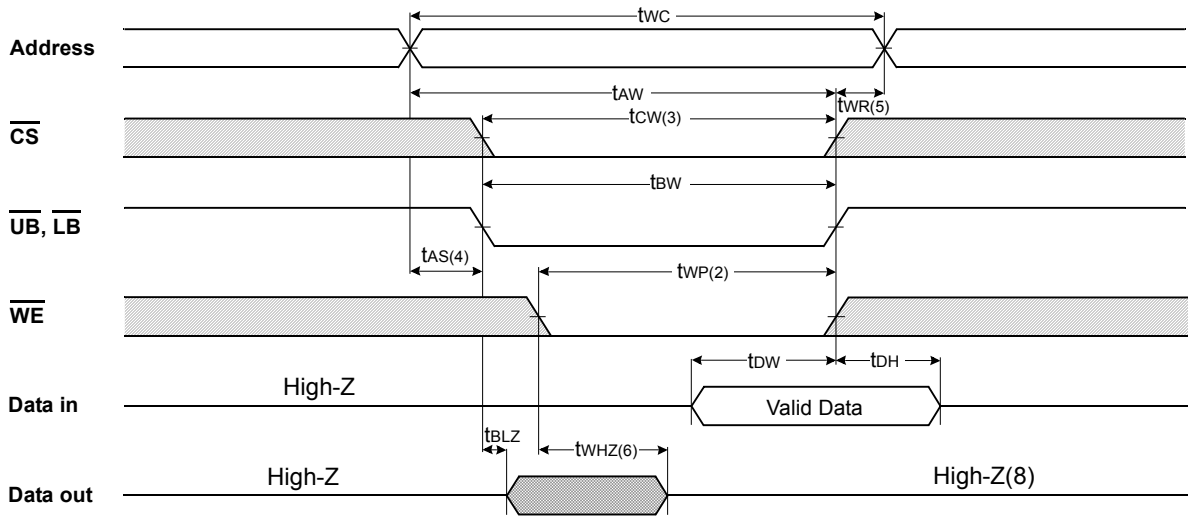 tWC
Address
tAW
tWR(5)
tCW(3)
CS
tBW
UB, LB
tAS(4)
tWP(2)
WE
tDW
tDH
High-Z
Data in
Valid Data
tBLZ
tWHZ(6)
High-Z
High-Z(8)
Data out